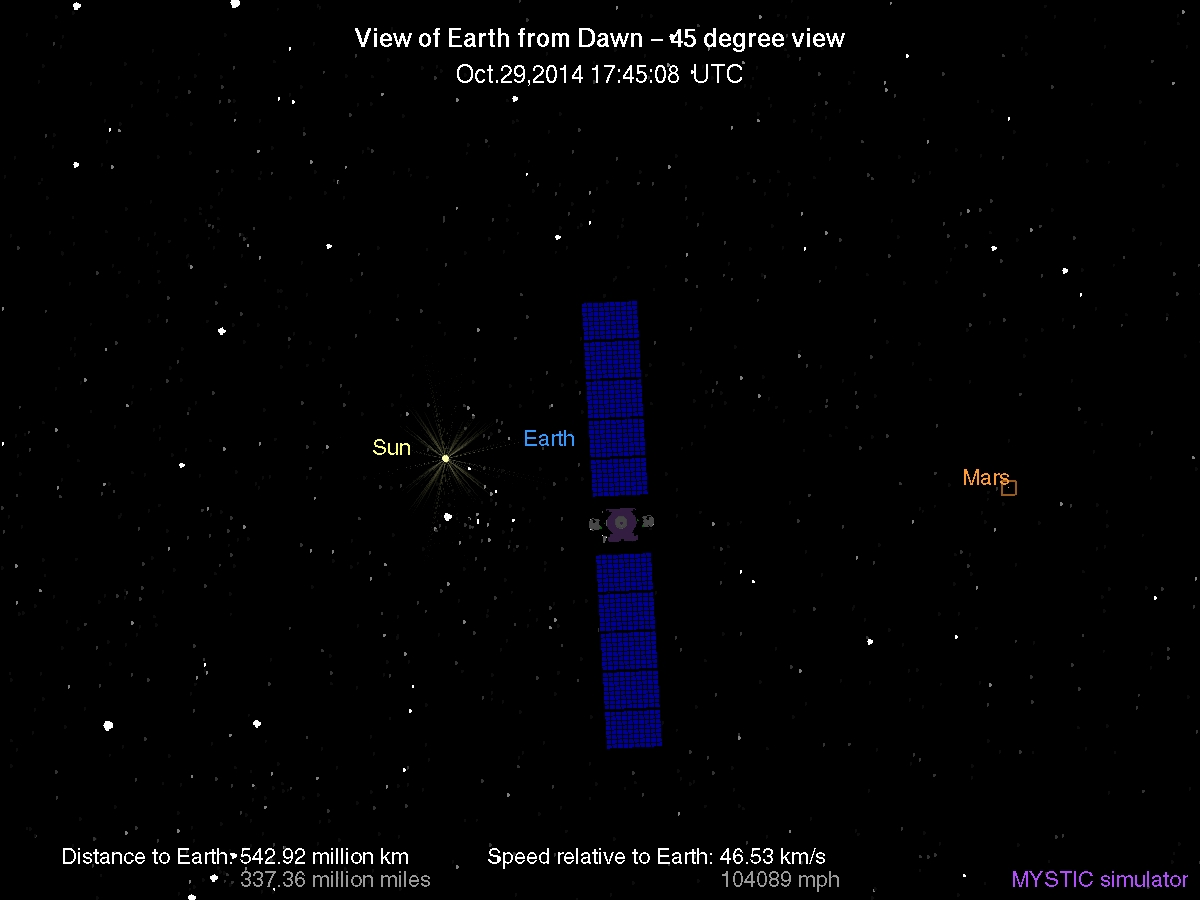 View of Earth from Dawn – 45 degree view
Oct.29,2014 17:45:08 UTC
Earth
Sun
Mars
Distance to Earth: 542.92 million km
337.36 million miles
Speed relative to Earth: 46.53 km/s
104089 mph
MYSTIC simulator